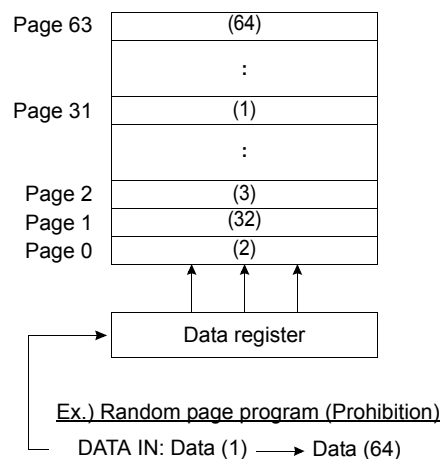 Page 63 (64)
:
Page 31 (1)
:
Page 2 (3)
Page 1 (32)
Page 0 (2)
Data register
Ex.) Random page program (Prohibition)
DATA IN: Data (1) → Data (64)